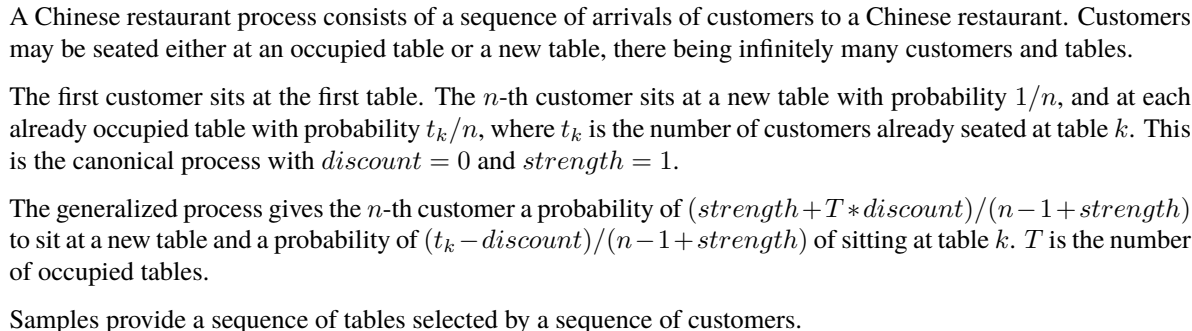 A Chinese restaurant process consists of a sequence of arrivals of customers to a Chinese restaurant. Customers
may be seated either at an occupied table or a new table, there being infinitely many customers and tables.
The first customer sits at the first table. The n-th customer sits at a new table with probability 1/n, and at each
already occupied table with probability t_k/n, where t_k is the number of customers already seated at table k. This
is the canonical process with discount = 0 and strength = 1.
The generalized process gives the n-th customer a probability of (strength+T*discount)/(n−1+strength)
to sit at a new table and a probability of (t_k−discount)/(n−1+strength) of sitting at table k. T is the number
of occupied tables.
Samples provide a sequence of tables selected by a sequence of customers.